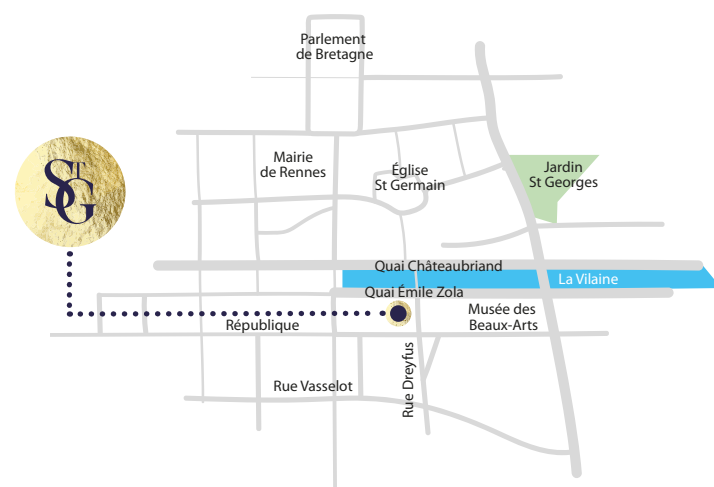 Parlement
de Bretagne
STG
Mairie
de Rennes
Église
St Germain
Jardin
St Georges
Quai Châteaubriand
La Vilaine
Quai Émile Zola
Musée des
Beaux-Arts
République
Rue Dreyfus
Rue Vasselot